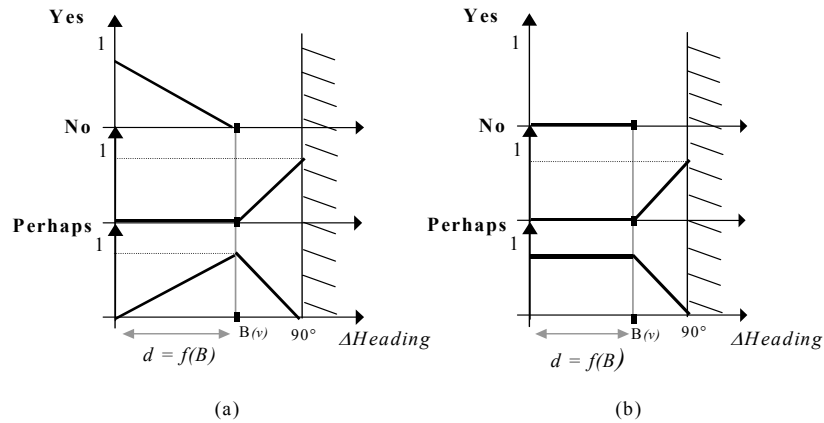 Yes
1
No
1
Perhaps
1
B(v)
90°
ΔHeading
d = f(B)
(a)
Yes
1
No
1
Perhaps
1
B(v)
90°
ΔHeading
d = f(B)
(b)